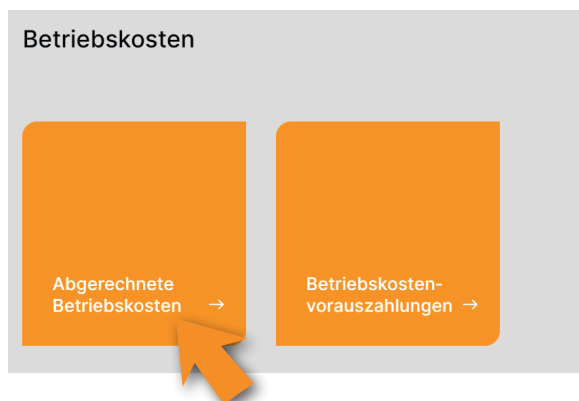 Betriebskosten
Abgerechnete
Betriebskosten →
Betriebskosten-
vorauszahlungen →